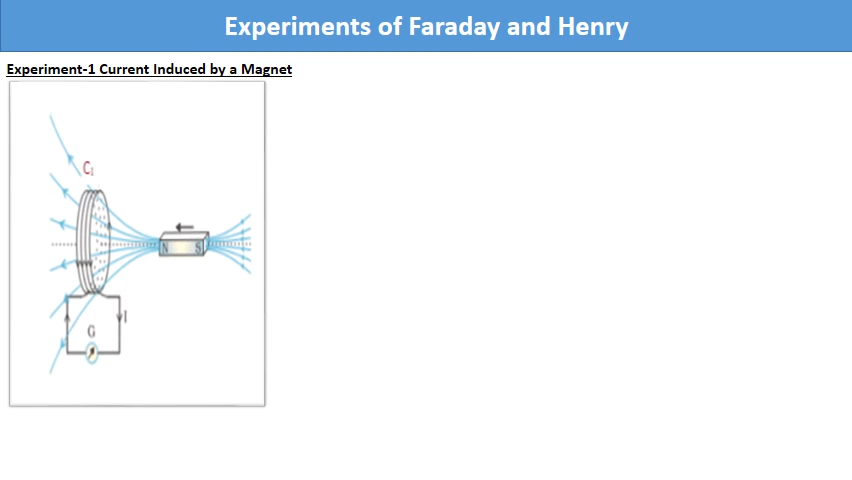 Experiments of Faraday and Henry
Experiment-1 Current Induced by a Magnet
C₁
N S
I
G